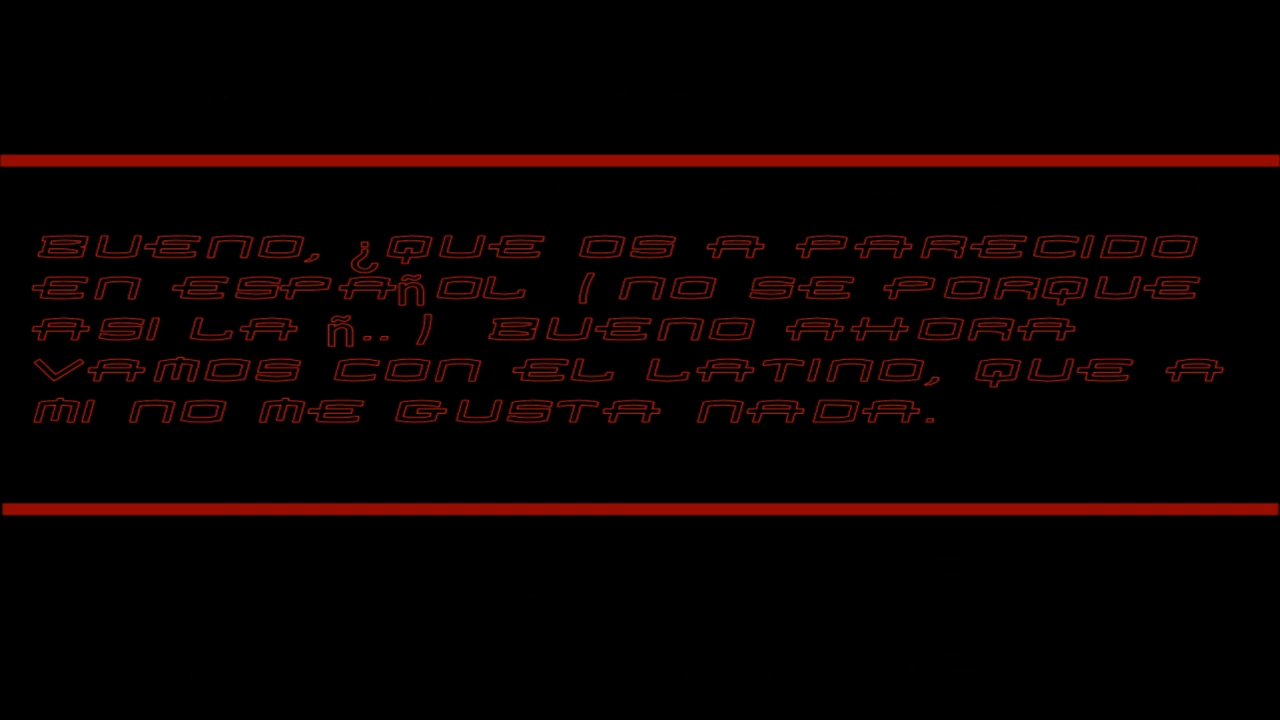 BUENO, ¿QUE OS A PARECIDO
EN ESPAñOL (NO SE PORQUE
ASI LA ñ..) BUENO AHORA
VAMOS CON EL LATINO, QUE A
MI NO ME GUSTA NADA.